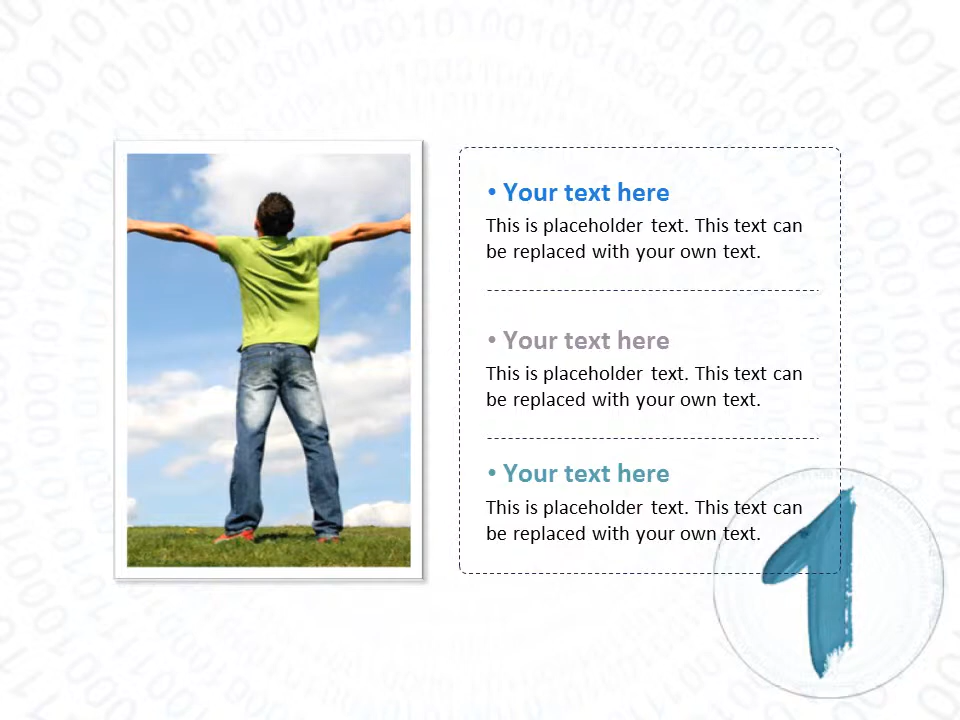 • Your text here
This is placeholder text. This text can
be replaced with your own text.
• Your text here
This is placeholder text. This text can
be replaced with your own text.
• Your text here
This is placeholder text. This text can
be replaced with your own text.
1